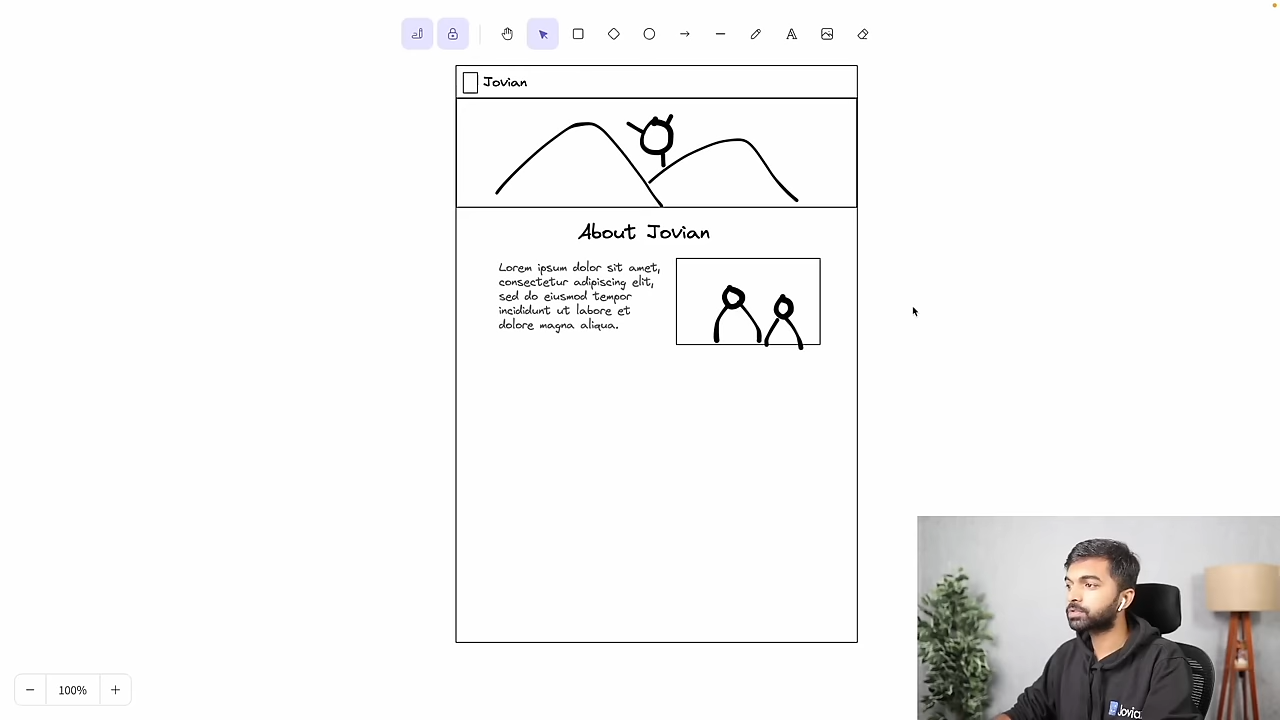 Jovian
About Jovian
Lorem ipsum dolor sit amet,
consectetur adipiscing elit,
sed do eiusmod tempor
incididunt ut labore et
dolore magna aliqua.
100%
Jovia